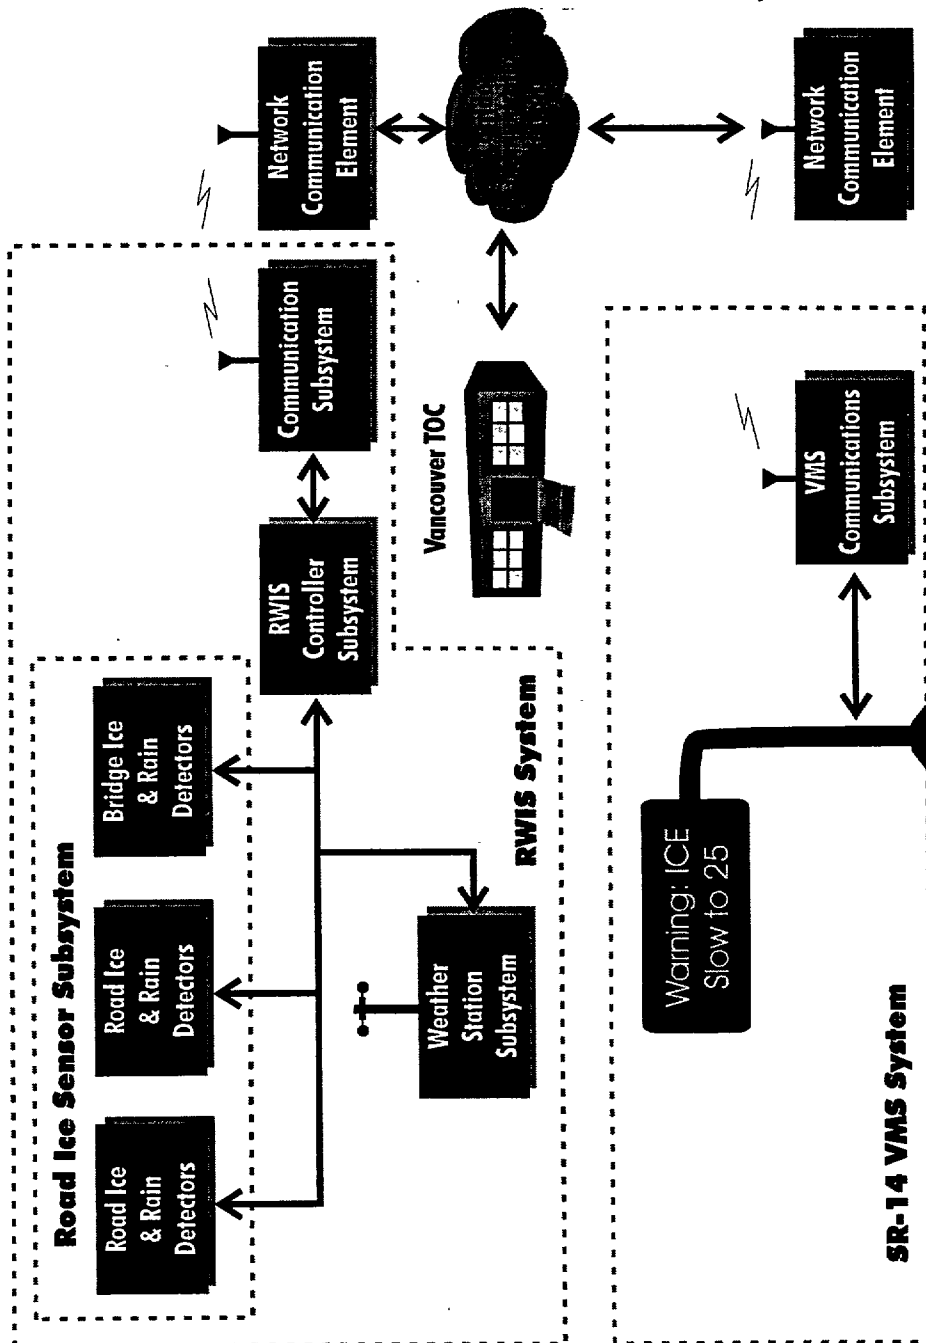 Road Ice Sensor Subsystem
Road Ice
& Rain
Detectors
Road Ice
& Rain
Detectors
Bridge Ice
& Rain
Detectors
RWIS
Controller
Subsystem
Communication
Subsystem
Network
Communication
Element
Weather
Station
Subsystem
RWIS System
Vancouver TOC
Warning: ICE
Slow to 25
VMS
Communications
Subsystem
Network
Communication
Element
SR-14 VMS System